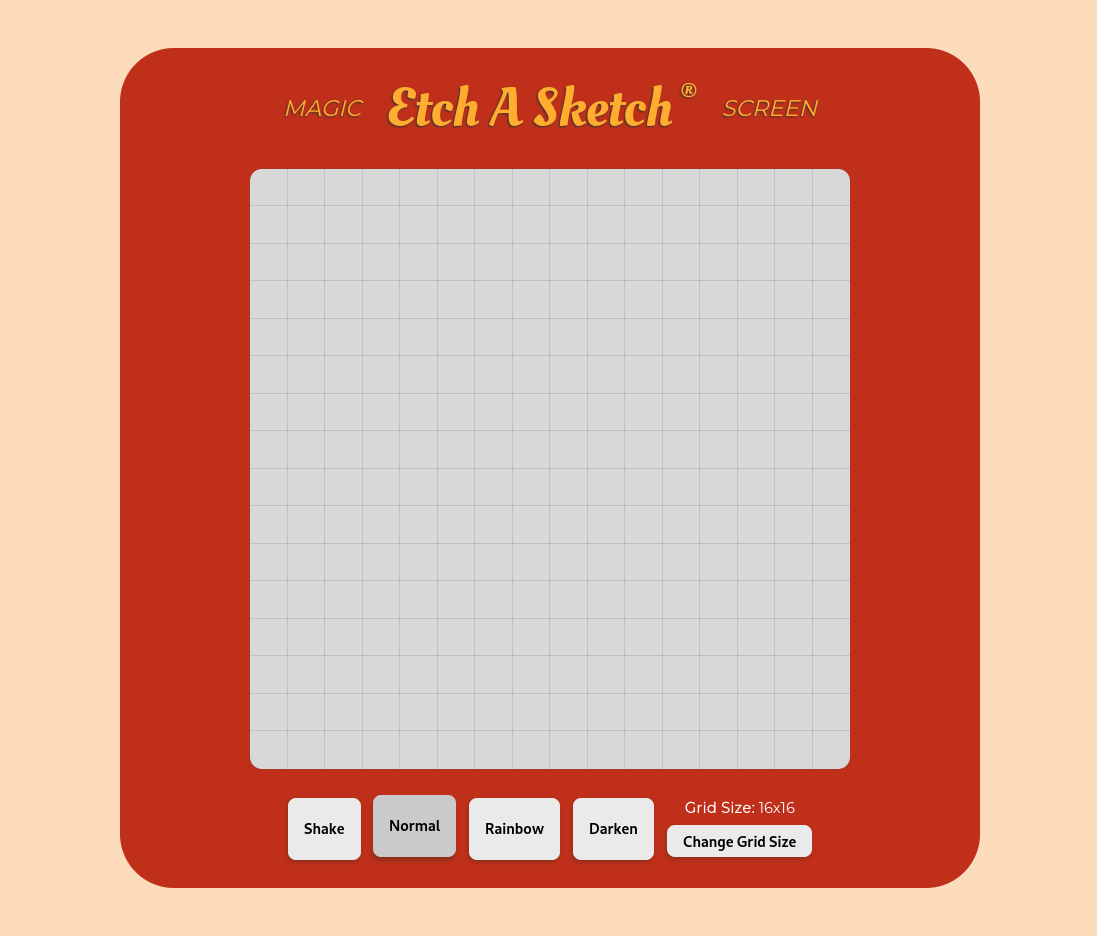 MAGIC Etch A Sketch ® SCREEN
Shake
Normal
Rainbow
Darken
Grid Size: 16x16
Change Grid Size